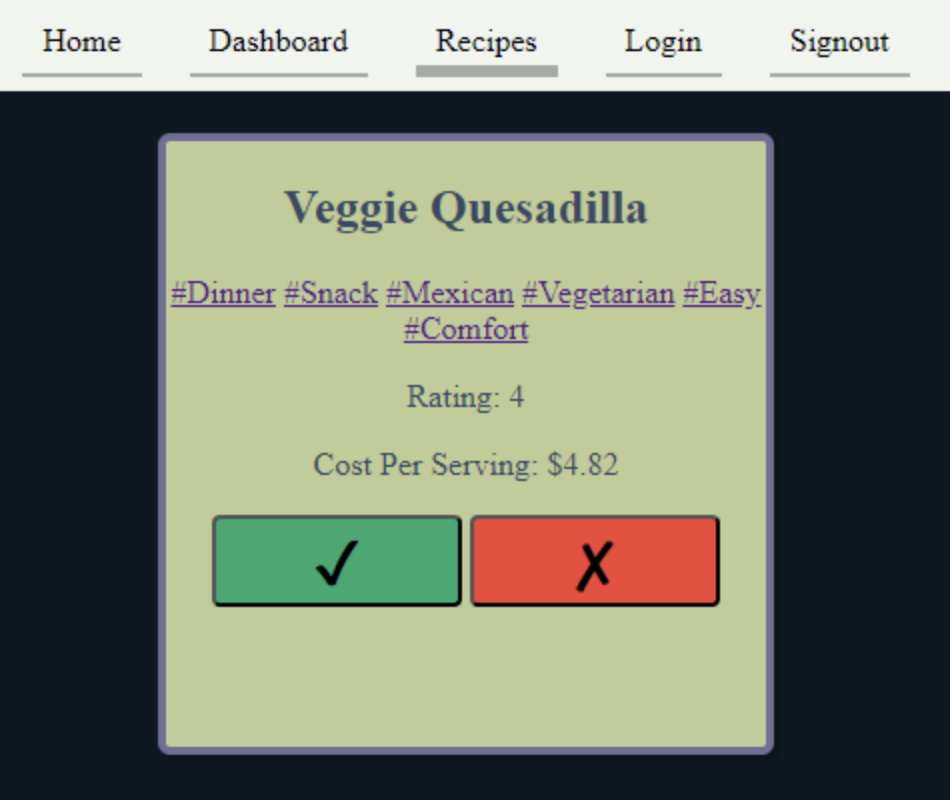 Home Dashboard Recipes Login Signout
Veggie Quesadilla
#Dinner #Snack #Mexican #Vegetarian #Easy
#Comfort
Rating: 4
Cost Per Serving: $4.82
✓ ✗